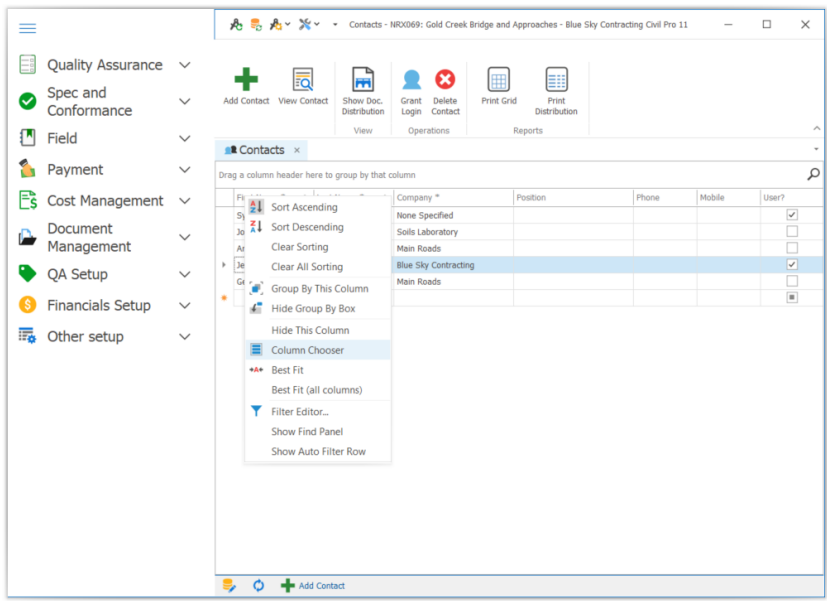 Contacts - NRX069: Gold Creek Bridge and Approaches - Blue Sky Contracting Civil Pro 11
Quality Assurance
Spec and
Conformance
Field
Payment
Cost Management
Document
Management
QA Setup
Financials Setup
Other setup
Add Contact
View Contact
Show Doc.
Distribution
Grant
Login
Delete
Contact
Print Grid
Print
Distribution
View
Operations
Reports
Contacts ×
Drag a column header here to group by that column
Company * Position Phone Mobile User?
None Specified
Soils Laboratory
Main Roads
Blue Sky Contracting
Main Roads
Sort Ascending
Sort Descending
Clear Sorting
Clear All Sorting
Group By This Column
Hide Group By Box
Hide This Column
Column Chooser
Best Fit
Best Fit (all columns)
Filter Editor...
Show Find Panel
Show Auto Filter Row
Add Contact